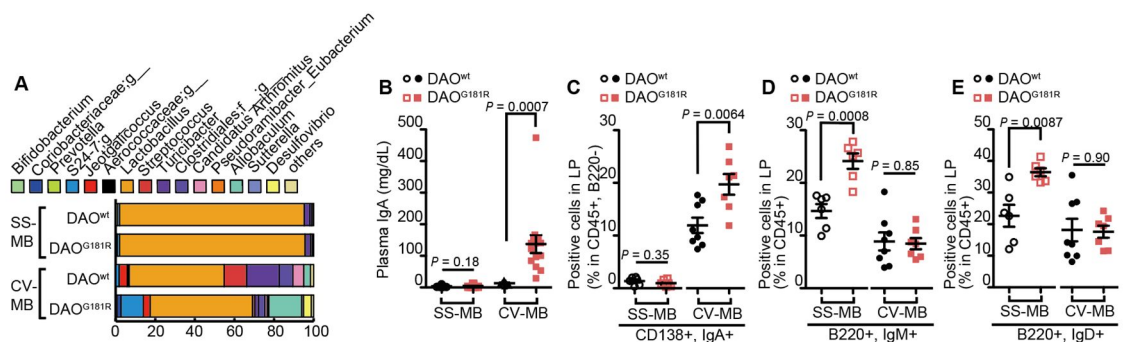 A
Bifidobacterium
Coriobacteriaceae;g__
Prevotella
S24-7;g__
Jeotgalicoccus
Aerococcaceae;g__
Lactobacillus
Streptococcus
Turicibacter
Clostridiales;f__;g__
Candidatus Arthromitus
Pseudoramibacter_Eubacterium
Allobaculum
Sutterella
Desulfovibrio
others
SS-MB
DAOwt
DAOG181R
CV-MB
DAOwt
DAOG181R
0 20 40 60 80 100
B
DAOwt
DAOG181R
P = 0.0007
P = 0.18
Plasma IgA (mg/dL)
500
400
300
200
100
0
SS-MB CV-MB
C
DAOwt
DAOG181R
P = 0.0064
P = 0.35
Positive cells in LP
(% in CD45+, B220-)
30
20
10
0
SS-MB CV-MB
CD138+, IgA+
D
DAOwt
DAOG181R
P = 0.0008
P = 0.85
Positive cells in LP
(% in CD45+)
30
20
10
0
SS-MB CV-MB
B220+, IgM+
E
DAOwt
DAOG181R
P = 0.0087
P = 0.90
Positive cells in LP
(% in CD45+)
50
40
30
20
10
0
SS-MB CV-MB
B220+, IgD+